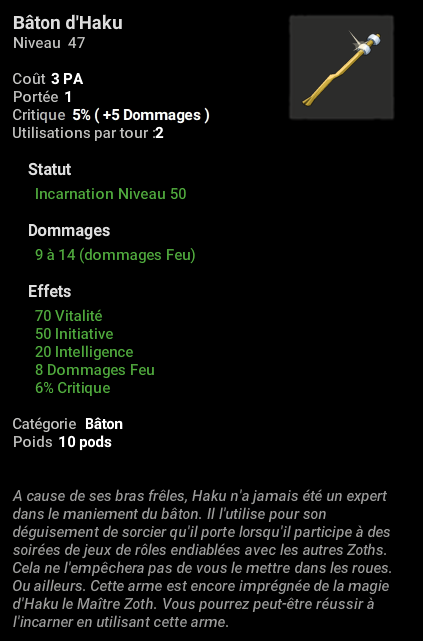 Bâton d'Haku
Niveau 47
Coût 3 PA
Portée 1
Critique 5% ( +5 Dommages )
Utilisations par tour :2
Statut
Incarnation Niveau 50
Dommages
9 à 14 (dommages Feu)
Effets
70 Vitalité
50 Initiative
20 Intelligence
8 Dommages Feu
6% Critique
Catégorie Bâton
Poids 10 pods
A cause de ses bras frêles, Haku n'a jamais été un expert
dans le maniement du bâton. Il l'utilise pour son
déguisement de sorcier qu'il porte lorsqu'il participe à des
soirées de jeux de rôles endiablées avec les autres Zoths.
Cela ne l'empêchera pas de vous le mettre dans les roues.
Ou ailleurs. Cette arme est encore imprégnée de la magie
d'Haku le Maître Zoth. Vous pourrez peut-être réussir à
l'incarner en utilisant cette arme.